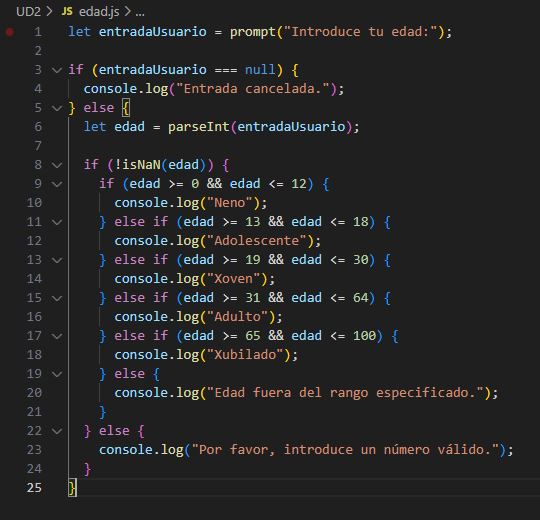 UD2 > JS edad.js > ...
1 let entradaUsuario = prompt("Introduce tu edad:");
2
3 if (entradaUsuario === null) {
4   console.log("Entrada cancelada.");
5 } else {
6   let edad = parseInt(entradaUsuario);
7
8   if (!isNaN(edad)) {
9     if (edad >= 0 && edad <= 12) {
10       console.log("Neno");
11     } else if (edad >= 13 && edad <= 18) {
12       console.log("Adolescente");
13     } else if (edad >= 19 && edad <= 30) {
14       console.log("Xoven");
15     } else if (edad >= 31 && edad <= 64) {
16       console.log("Adulto");
17     } else if (edad >= 65 && edad <= 100) {
18       console.log("Xubilado");
19     } else {
20       console.log("Edad fuera del rango especificado.");
21     }
22   } else {
23     console.log("Por favor, introduce un número válido.");
24   }
25 }